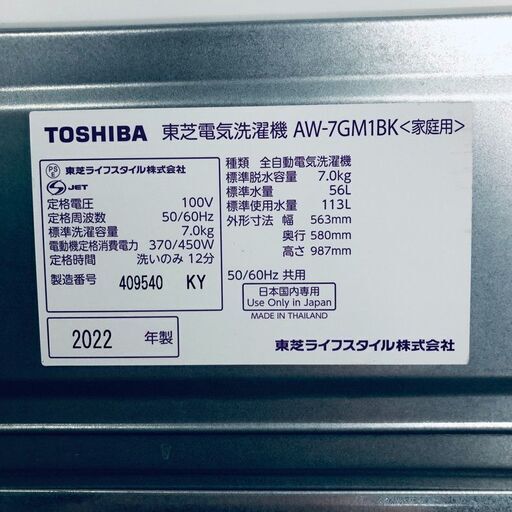 TOSHIBA 東芝電気洗濯機 AW-7GM1BK<家庭用>
PS E 東芝ライフスタイル株式会社
S JET
定格電圧 100V
定格周波数 50/60Hz
標準洗濯容量 7.0kg
電動機定格消費電力 370/450W
定格時間 洗いのみ 12分
製造番号 409540 KY
2022 年製
種類 全自動電気洗濯機
標準脱水容量 7.0kg
標準水量 56L
標準使用水量 113L
外形寸法 幅 563mm
奥行 580mm
高さ 987mm
50/60Hz 共用
日本国内専用
Use Only in Japan
MADE IN THAILAND
東芝ライフスタイル株式会社